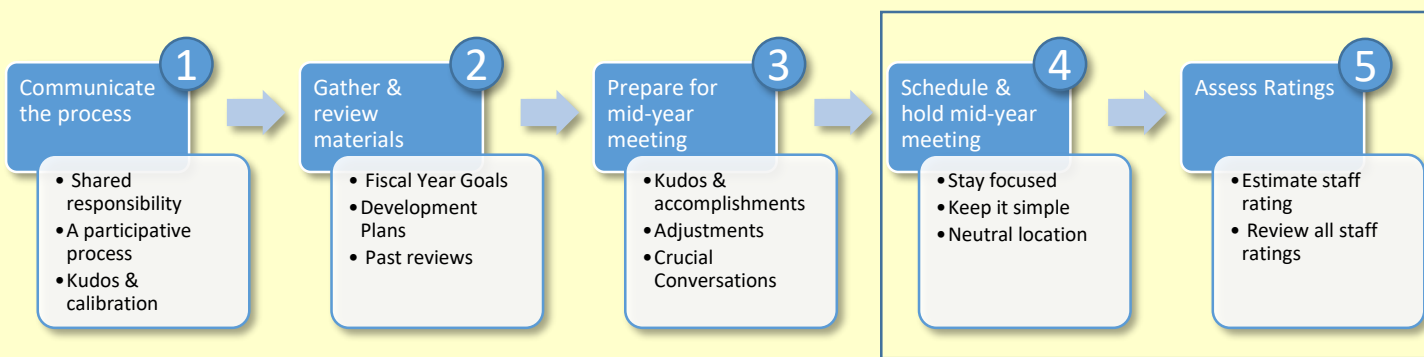 1
Communicate
the process
• Shared
responsibility
•A participative
process
•Kudos &
calibration
2
Gather &
review
materials
• Fiscal Year Goals
•Development
Plans
• Past reviews
3
Prepare for
mid-year
meeting
•Kudos &
accomplishments
•Adjustments
•Crucial
Conversations
4
Schedule &
hold mid-year
meeting
•Stay focused
•Keep it simple
•Neutral location
5
Assess Ratings
•Estimate staff
rating
• Review all staff
ratings